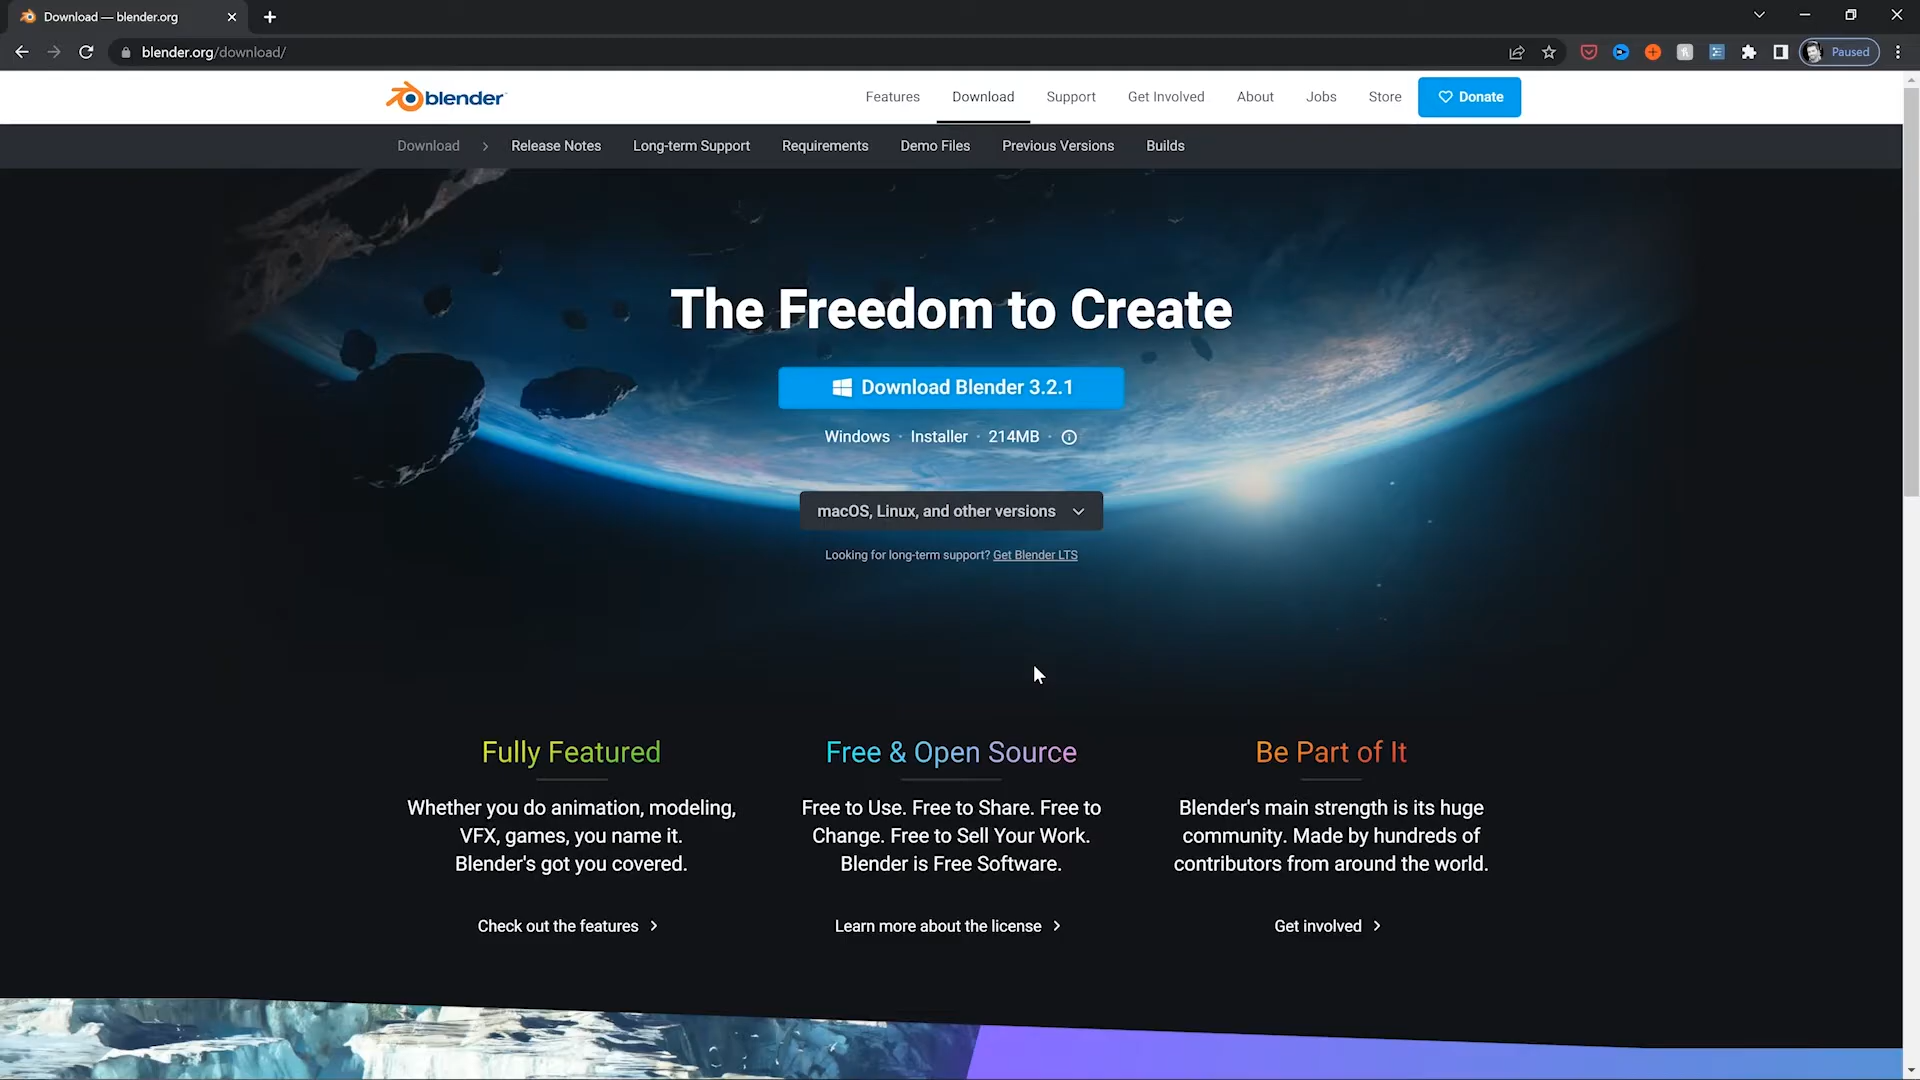 Download — blender.org
blender.org/download/
Paused
blender
Features
Download
Support
Get Involved
About
Jobs
Store
Donate
Download
Release Notes
Long-term Support
Requirements
Demo Files
Previous Versions
Builds
The Freedom to Create
Download Blender 3.2.1
Windows · Installer · 214MB ·
macOS, Linux, and other versions
Looking for long-term support? Get Blender LTS
Fully Featured
Whether you do animation, modeling,
VFX, games, you name it.
Blender's got you covered.
Check out the features
Free & Open Source
Free to Use. Free to Share. Free to
Change. Free to Sell Your Work.
Blender is Free Software.
Learn more about the license
Be Part of It
Blender's main strength is its huge
community. Made by hundreds of
contributors from around the world.
Get involved